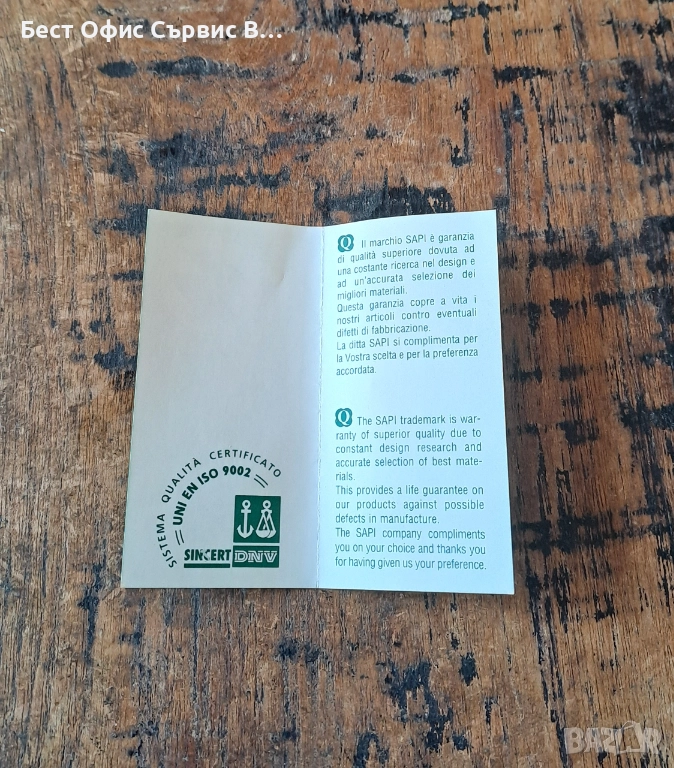 Бест Офис Сървис В...
Q Il marchio SAPI è garanzia
di qualità superiore dovuta ad
una costante ricerca nel design e
ad un'accurata selezione dei
migliori materiali.
Questa garanzia copre a vita i
nostri articoli contro eventuali
difetti di fabbricazione.
La ditta SAPI si complimenta per
la Vostra scelta e per la preferenza
accordata.
Q The SAPI trademark is war-
ranty of superior quality due to
constant design research and
accurate selection of best mate-
rials.
This provides a life guarantee on
our products against possible
defects in manufacture.
The SAPI company compliments
you on your choice and thanks you
for having given us your preference.
SISTEMA QUALITÀ CERTIFICATO
UNI EN ISO 9002
SINCERT DNV
BAZAR